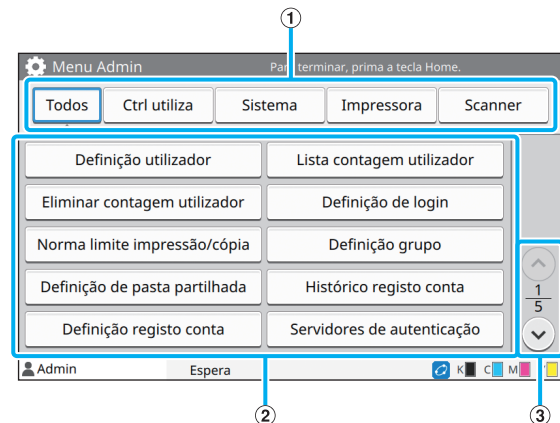 ①
Menu Admin Para terminar, prima a tecla Home.
Todos Ctrl utiliza Sistema Impressora Scanner
Definição utilizador Lista contagem utilizador
Eliminar contagem utilizador Definição de login
Norma limite impressão/cópia Definição grupo
Definição de pasta partilhada Histórico registo conta
1
5
Definição registo conta Servidores de autenticação
Admin Espera K C M Y
② ③